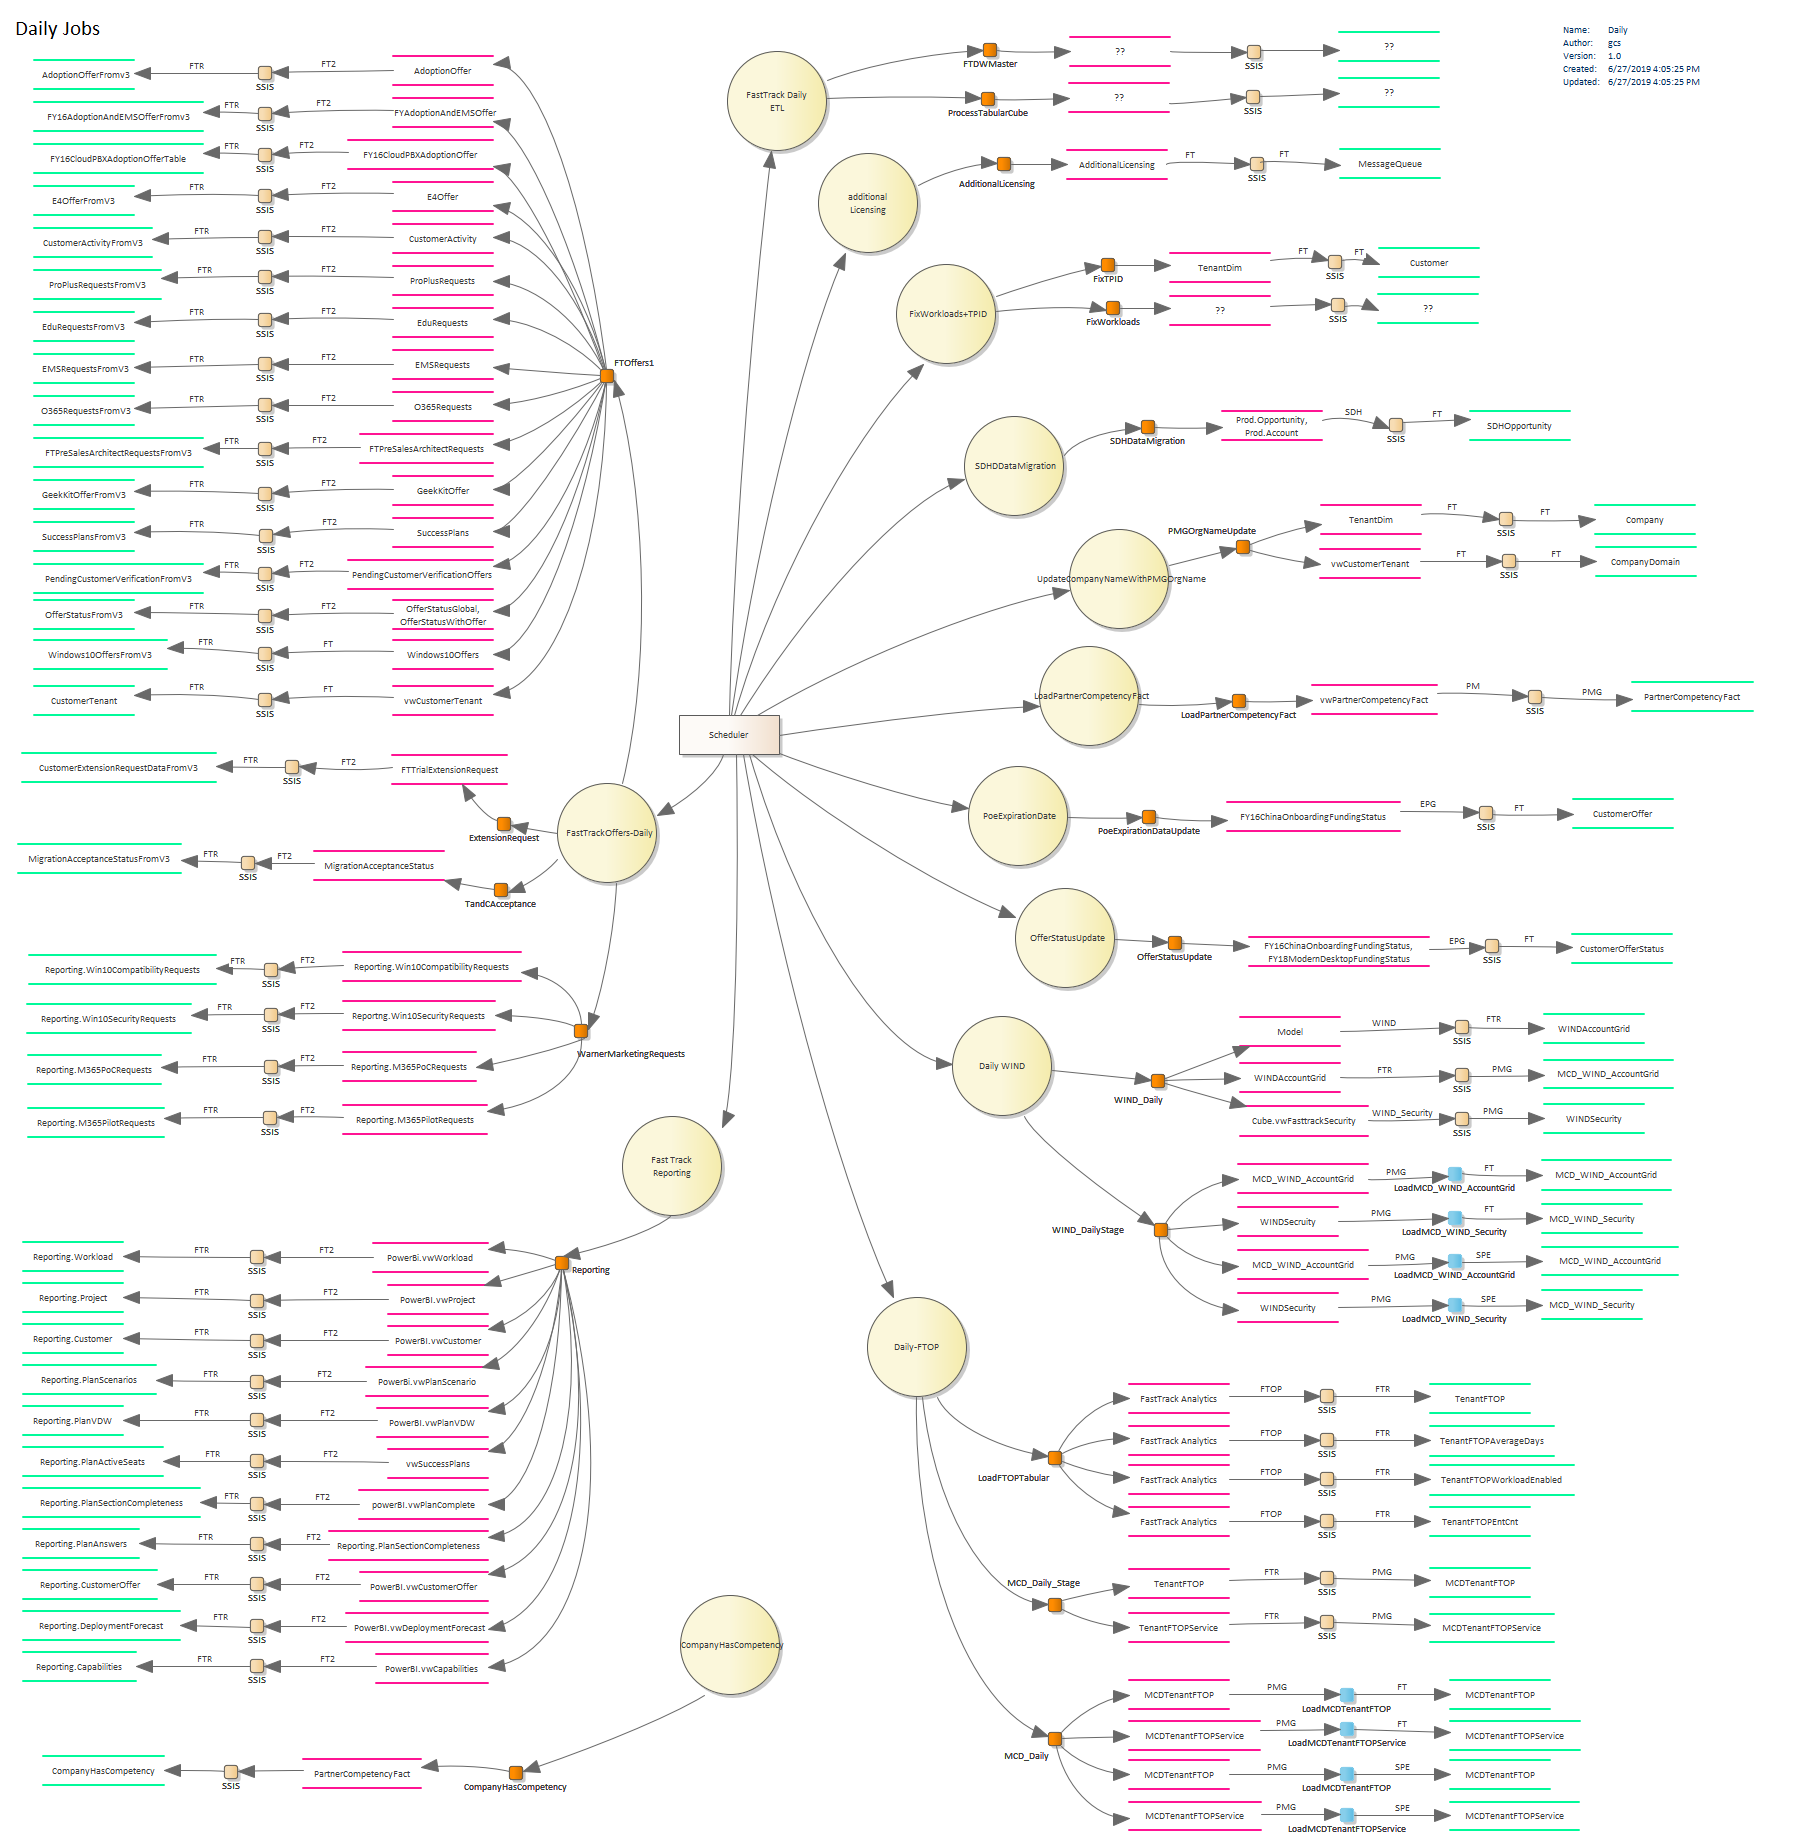 Daily Jobs
Name: Daily
Author: gcs
Version: 1.0
Created: 6/27/2019 4:05:25 PM
Updated: 6/27/2019 4:05:25 PM
AdoptionOfferFromv3 FTR SSIS FT2 AdoptionOffer
FY16AdoptionAndEMSOfferFromv3 FTR SSIS FT2 FYAdoptionAndEMSOffer
FY16CloudPBXAdoptionOfferTable FTR SSIS FT2 FY16CloudPBXAdoptionOffer
E4OfferFromV3 FTR SSIS FT2 E4Offer
CustomerActivityFromV3 FTR SSIS FT2 CustomerActivity
ProPlusRequestsFromV3 FTR SSIS FT2 ProPlusRequests
EduRequestsFromV3 FTR SSIS FT2 EduRequests
EMSRequestsFromV3 FTR SSIS FT2 EMSRequests
FTOffers1
O365RequestsFromV3 FTR SSIS FT2 O365Requests
FTPreSalesArchitectRequestsFromV3 FTR SSIS FT2 FTPreSalesArchitectRequests
GeekKitOfferFromV3 FTR SSIS FT2 GeekKitOffer
SuccessPlansFromV3 FTR SSIS FT2 SuccessPlans
PendingCustomerVerificationFromV3 FTR SSIS FT2 PendingCustomerVerificationOffers
OfferStatusFromV3 FTR SSIS FT2 OfferStatusGlobal,
OfferStatusWithOffer
Windows10OffersFromV3 FTR SSIS FT Windows10Offers
CustomerTenant FTR SSIS FT vwCustomerTenant
CustomerExtensionRequestDataFromV3 FTR SSIS FT2 FTTrialExtensionRequest
ExtensionRequest
FastTrackOffers-Daily
MigrationAcceptanceStatusFromV3 FTR SSIS FT2 MigrationAcceptanceStatus
TandCAcceptance
Reporting.Win10CompatibilityRequests FTR SSIS FT2 Reporting.Win10CompatibilityRequests
Reporting.Win10SecurityRequests FTR SSIS FT2 Reportng.Win10SecurityRequests
WarnerMarketingRequests
Reporting.M365PoCRequests FTR SSIS FT2 Reporting.M365PoCRequests
Reporting.M365PilotRequests FTR SSIS FT2 Reporting.M365PilotRequests
Fast Track
Reporting
Reporting
Reporting.Workload FTR SSIS FT2 PowerBi.vwWorkload
Reporting.Project FTR SSIS FT2 PowerBI.vwProject
Reporting.Customer FTR SSIS FT2 PowerBI.vwCustomer
Reporting.PlanScenarios FTR SSIS FT2 PowerBi.vwPlanScenario
Reporting.PlanVDW FTR SSIS FT2 PowerBI.vwPlanVDW
Reporting.PlanActiveSeats FTR SSIS FT2 vwSuccessPlans
Reporting.PlanSectionCompleteness FTR SSIS FT2 powerBI.vwPlanComplete
Reporting.PlanAnswers FTR SSIS FT2 Reporting.PlanSectionCompleteness
Reporting.CustomerOffer FTR SSIS FT2 PowerBI.vwCustomerOffer
Reporting.DeploymentForecast FTR SSIS FT2 PowerBI.vwDeploymentForecast
Reporting.Capabilities FTR SSIS FT2 PowerBI.vwCapabilities
CompanyHasCompetency
CompanyHasCompetency SSIS PartnerCompetencyFact
CompanyHasCompetency
Scheduler
FastTrack Daily
ETL
FTDWMaster ?? SSIS ??
ProcessTabularCube ?? SSIS ??
additional
Licensing
AdditionalLicensing AdditionalLicensing FT SSIS FT MessageQueue
FixWorkloads+TPID
FixTPID TenantDim FT SSIS FT Customer
FixWorkloads ?? SSIS ??
SDHDDataMigration
SDHDataMigration Prod.Opportunity,
Prod.Account SDH SSIS FT SDHOpportunity
UpdateCompanyNameWithPMGOrgName
PMGOrgNameUpdate
TenantDim FT SSIS FT Company
vwCustomerTenant FT SSIS FT CompanyDomain
LoadPartnerCompetencyFact
LoadPartnerCompetencyFact vwPartnerCompetencyFact PM SSIS PMG PartnerCompetencyFact
PoeExpirationDate
PoeExpirationDataUpdate FY16ChinaOnboardingFundingStatus EPG SSIS FT CustomerOffer
OfferStatusUpdate
OfferStatusUpdate FY16ChinaOnboardingFundingStatus,
FY18ModernDesktopFundingStatus EPG SSIS FT CustomerOfferStatus
Daily WIND
WIND_Daily
Model WIND SSIS FTR WINDAccountGrid
WINDAccountGrid FTR SSIS PMG MCD_WIND_AccountGrid
Cube.vwFasttrackSecurity WIND_Security SSIS PMG WINDSecurity
WIND_DailyStage
MCD_WIND_AccountGrid PMG LoadMCD_WIND_AccountGrid FT MCD_WIND_AccountGrid
WINDSecruity PMG LoadMCD_WIND_Security FT MCD_WIND_Security
MCD_WIND_AccountGrid PMG LoadMCD_WIND_AccountGrid SPE MCD_WIND_AccountGrid
WINDSecurity PMG LoadMCD_WIND_Security SPE MCD_WIND_Security
Daily-FTOP
LoadFTOPTabular
FastTrack Analytics FTOP SSIS FTR TenantFTOP
FastTrack Analytics FTOP SSIS FTR TenantFTOPAverageDays
FastTrack Analytics FTOP SSIS FTR TenantFTOPWorkloadEnabled
FastTrack Analytics FTOP SSIS FTR TenantFTOPEntCnt
MCD_Daily_Stage
TenantFTOP FTR SSIS PMG MCDTenantFTOP
TenantFTOPService FTR SSIS PMG MCDTenantFTOPService
MCD_Daily
MCDTenantFTOP PMG LoadMCDTenantFTOP FT MCDTenantFTOP
MCDTenantFTOPService PMG LoadMCDTenantFTOPService FT MCDTenantFTOPService
MCDTenantFTOP PMG LoadMCDTenantFTOP SPE MCDTenantFTOP
MCDTenantFTOPService PMG LoadMCDTenantFTOPService SPE MCDTenantFTOPService